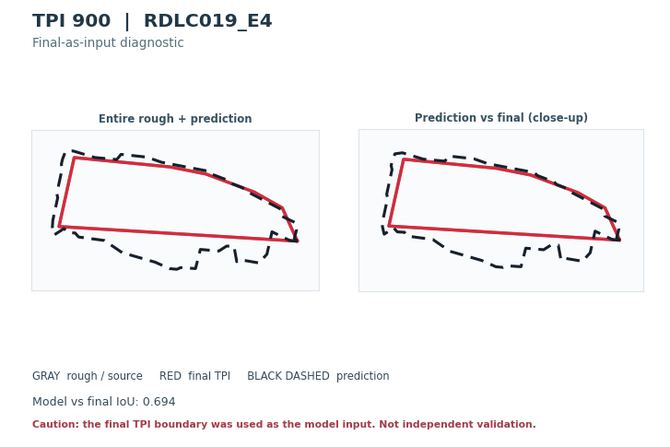 TPI 900 | RDLC019_E4
Final-as-input diagnostic
Entire rough + prediction
Prediction vs final (close-up)
GRAY rough / source RED final TPI BLACK DASHED prediction
Model vs final IoU: 0.694
Caution: the final TPI boundary was used as the model input. Not independent validation.